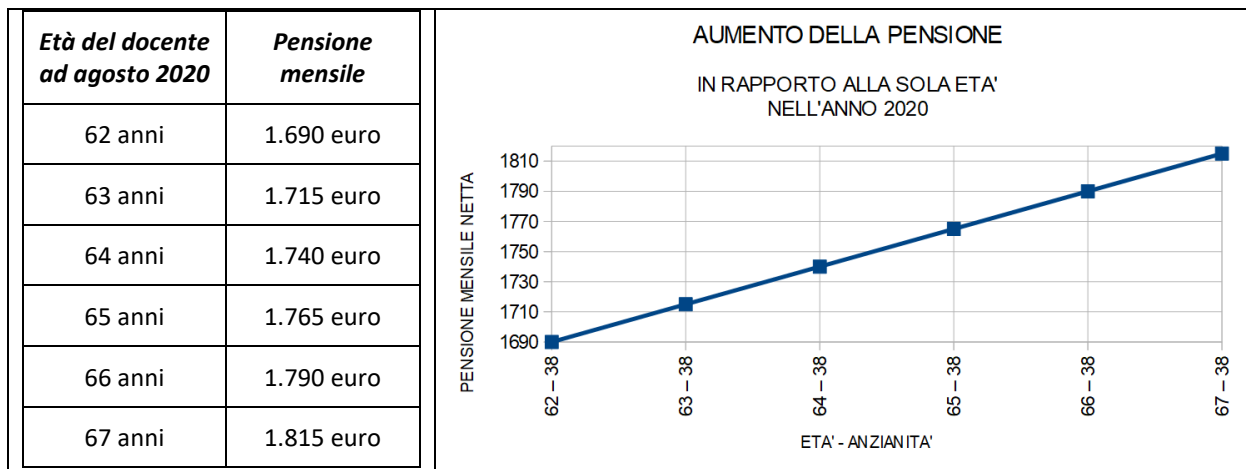 Età del docente
ad agosto 2020
Pensione
mensile
62 anni
1.690 euro
63 anni
1.715 euro
64 anni
1.740 euro
65 anni
1.765 euro
66 anni
1.790 euro
67 anni
1.815 euro
AUMENTO DELLA PENSIONE
IN RAPPORTO ALLA SOLA ETA'
NELL'ANNO 2020
PENSIONE MENSILE NETTA
1810
1790
1770
1750
1730
1710
1690
62 – 38
63 – 38
64 – 38
65 – 38
66 – 38
67 – 38
ETA' - ANZIANITA'